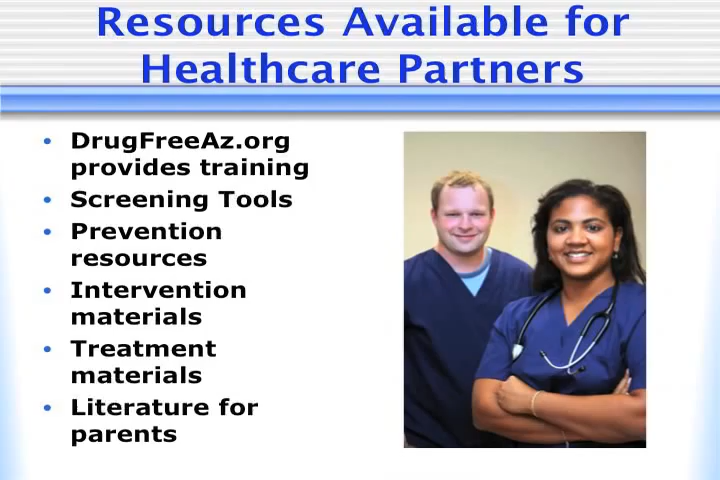 Resources Available for
Healthcare Partners
• DrugFreeAz.org
provides training
• Screening Tools
• Prevention
resources
• Intervention
materials
• Treatment
materials
• Literature for
parents